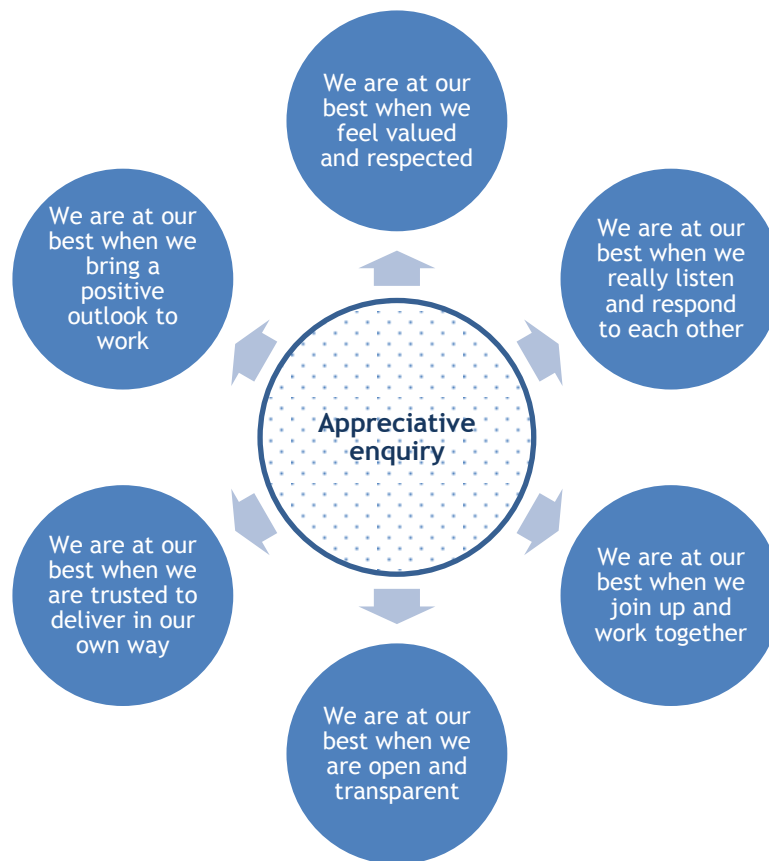 We are at our
best when we
feel valued
and respected
We are at our
best when we
bring a
positive
outlook to
work
We are at our
best when we
really listen
and respond
to each other
Appreciative
enquiry
We are at our
best when we
are trusted to
deliver in our
own way
We are at our
best when we
join up and
work together
We are at our
best when we
are open and
transparent